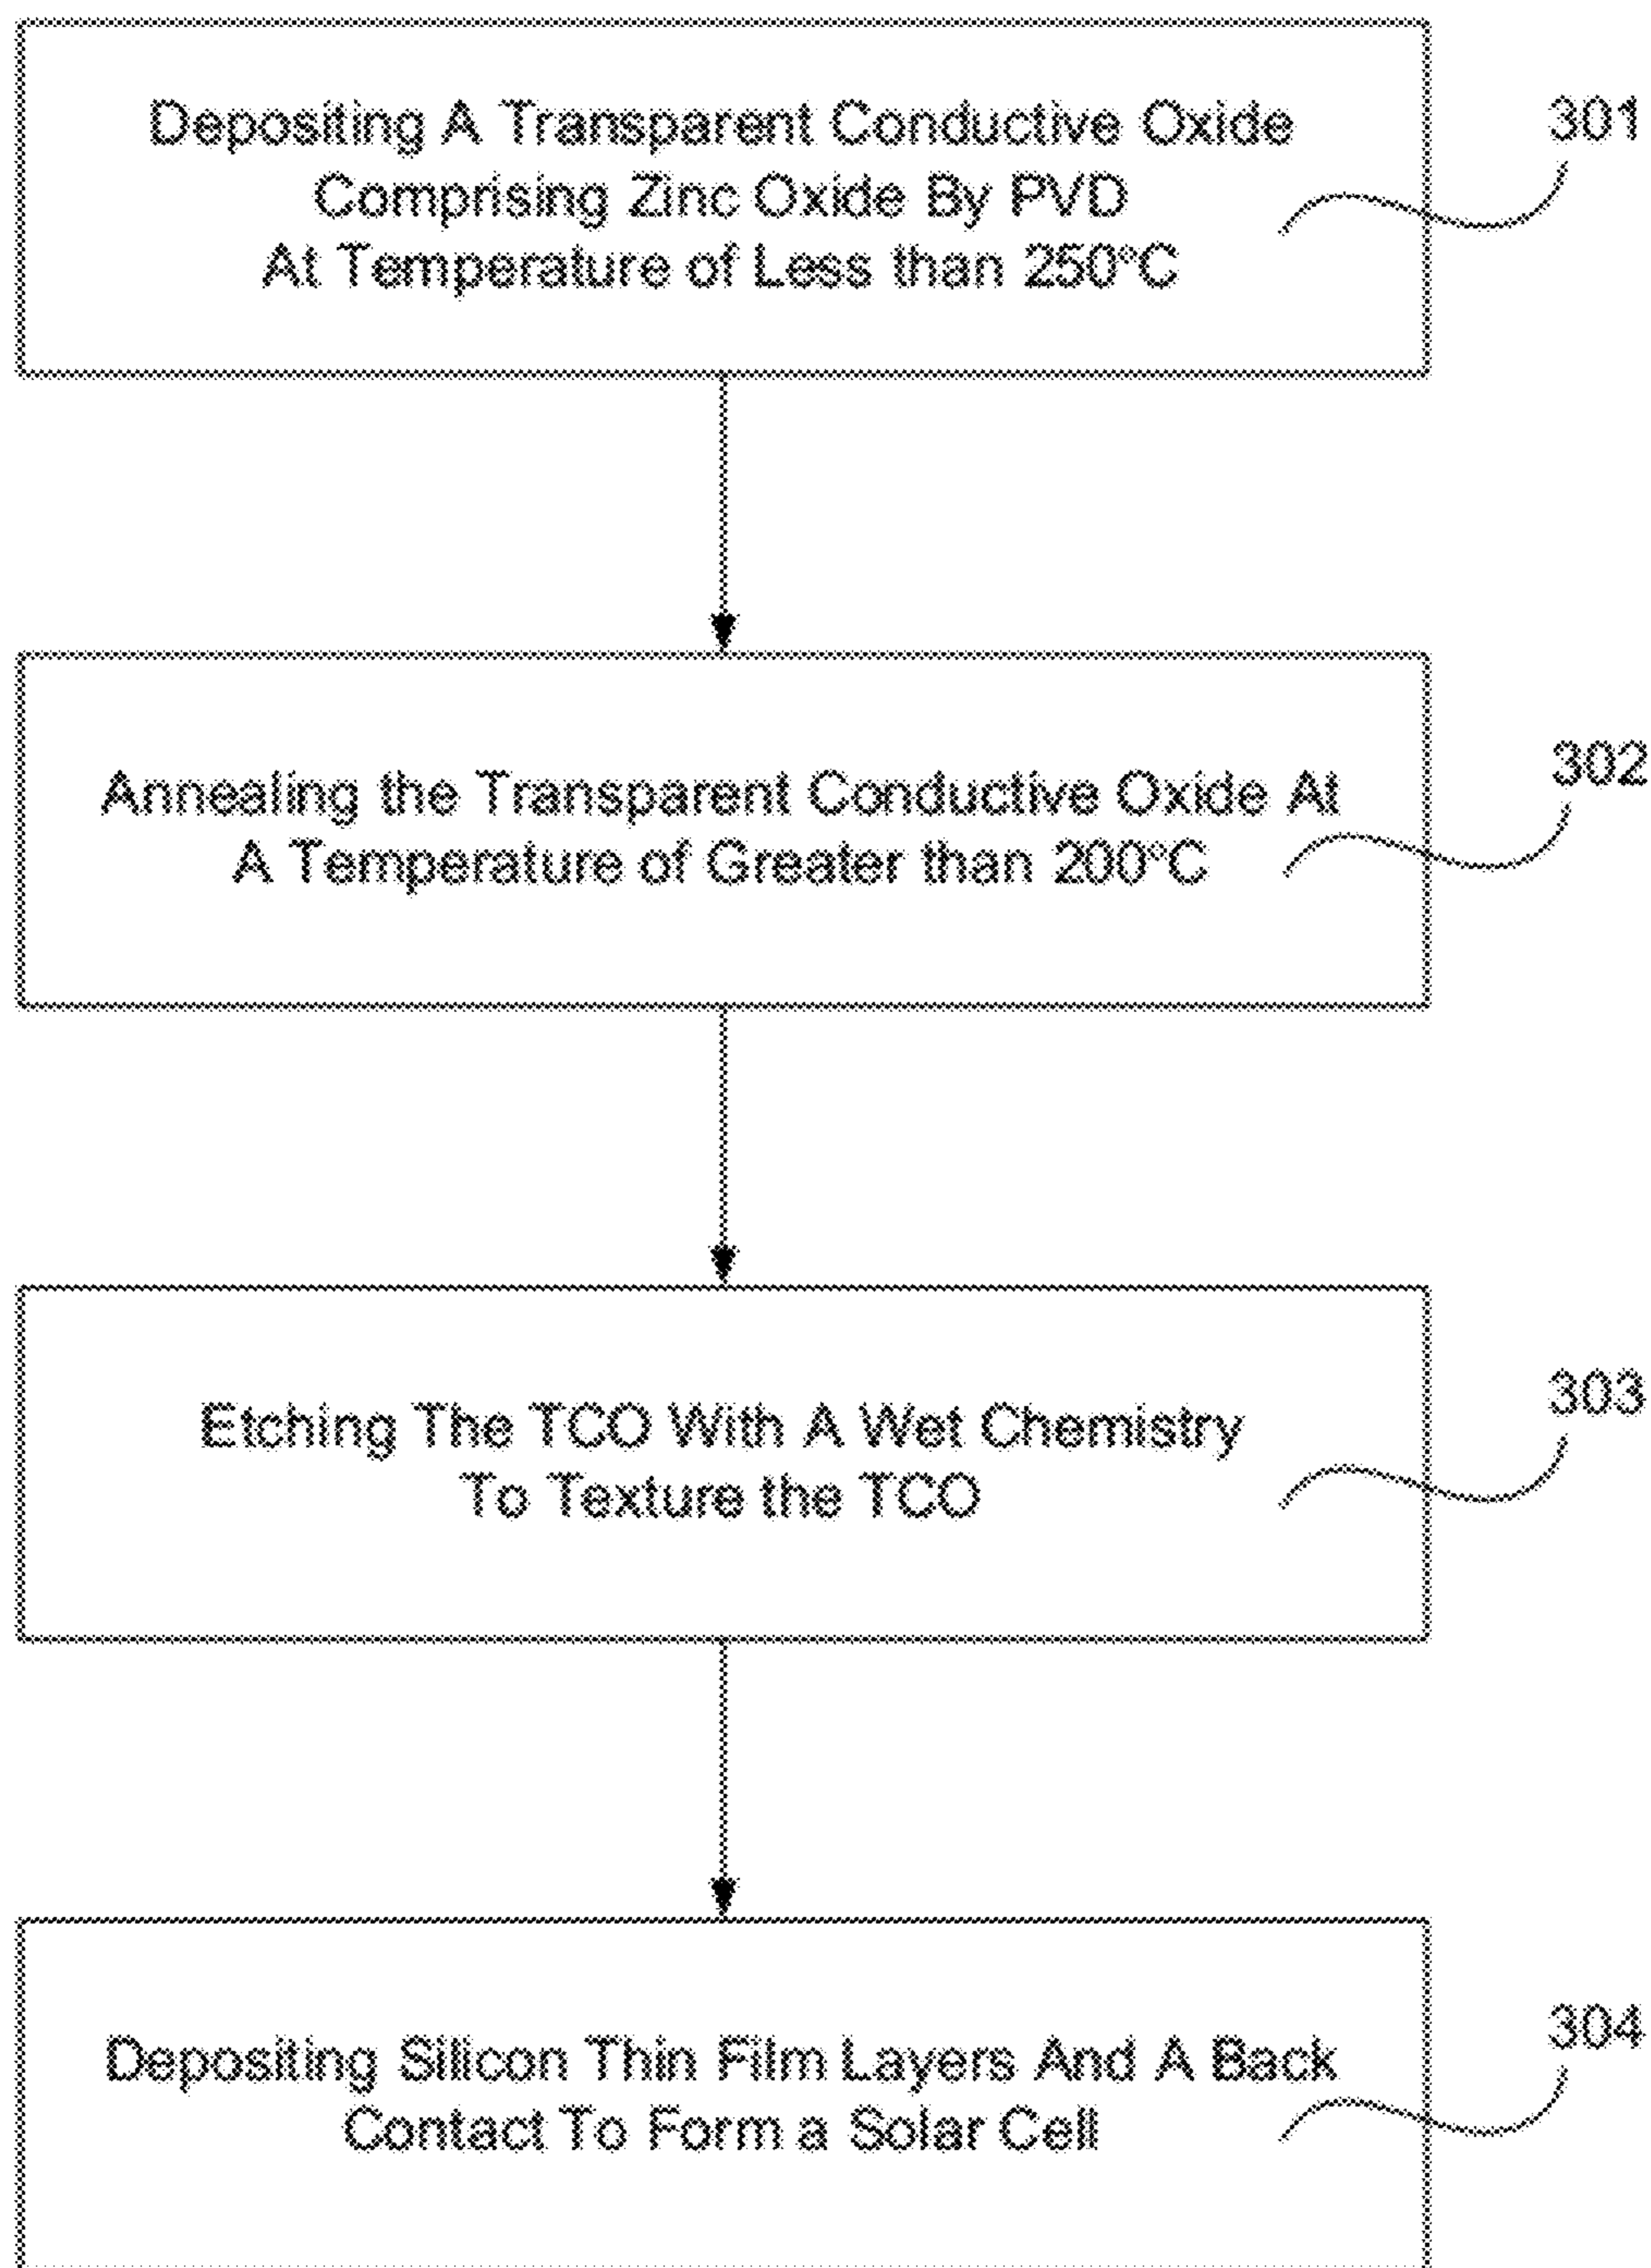 Depositing A Transparent Conductive Oxide
Comprising Zinc Oxide By PVD
At Temperature of Less than 250°C
301
Annealing the Transparent Conductive Oxide At
A Temperature of Greater than 200°C
302
Etching The TCO With A Wet Chemistry
To Texture the TCO
303
Depositing Silicon Thin Film Layers And A Back
Contact To Form a Solar Cell
304